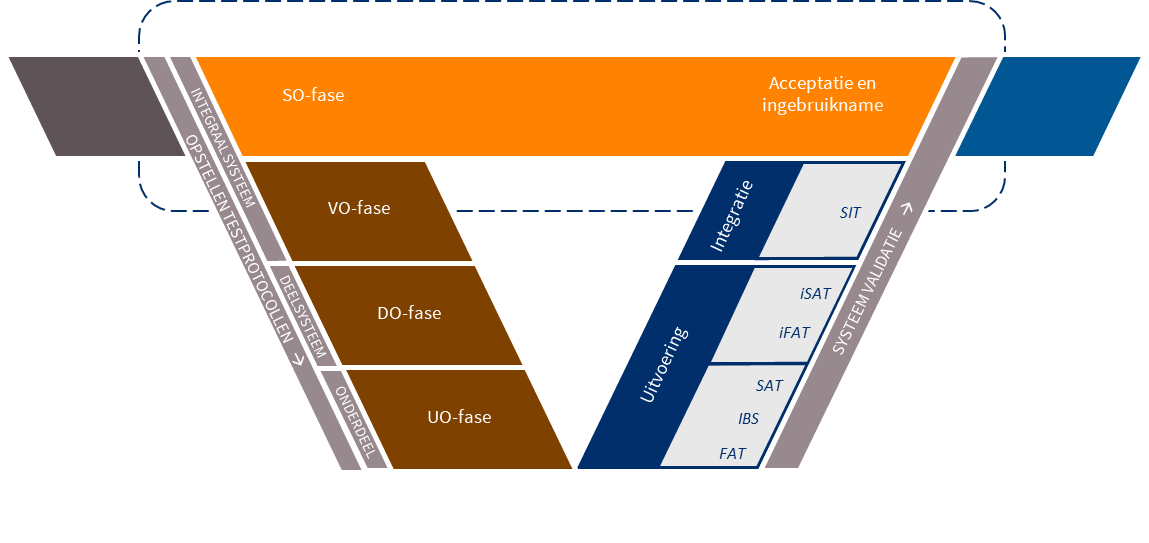 SO-fase
Acceptatie en
ingebruikname
INTEGRAAL SYSTEEM
OPSTELLEN TESTPROTOCOLLEN →
VO-fase
Integratie
SIT
SYSTEEM VALIDATIE →
DEELSYSTEEM
DO-fase
Uitvoering
iSAT
iFAT
ONDERDEEL
UO-fase
SAT
IBS
FAT